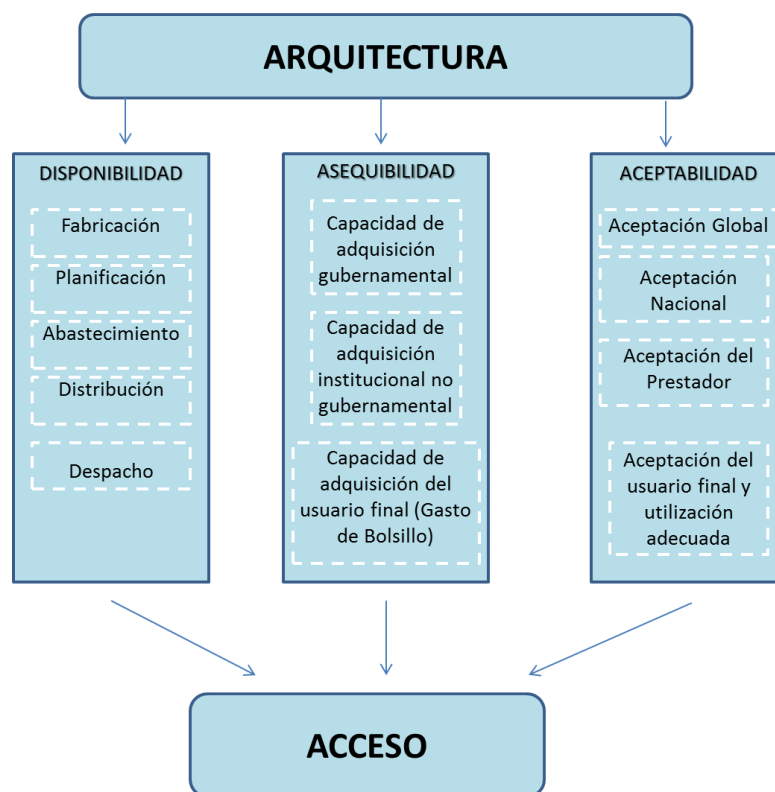 ARQUITECTURA
DISPONIBILIDAD
Fabricación
Planificación
Abastecimiento
Distribución
Despacho
ASEQUIBILIDAD
Capacidad de
adquisición
gubernamental
Capacidad de
adquisición
institucional no
gubernamental
Capacidad de
adquisición del
usuario final (Gasto
de Bolsillo)
ACEPTABILIDAD
Aceptación Global
Aceptación
Nacional
Aceptación del
Prestador
Aceptación del
usuario final y
utilización
adecuada
ACCESO